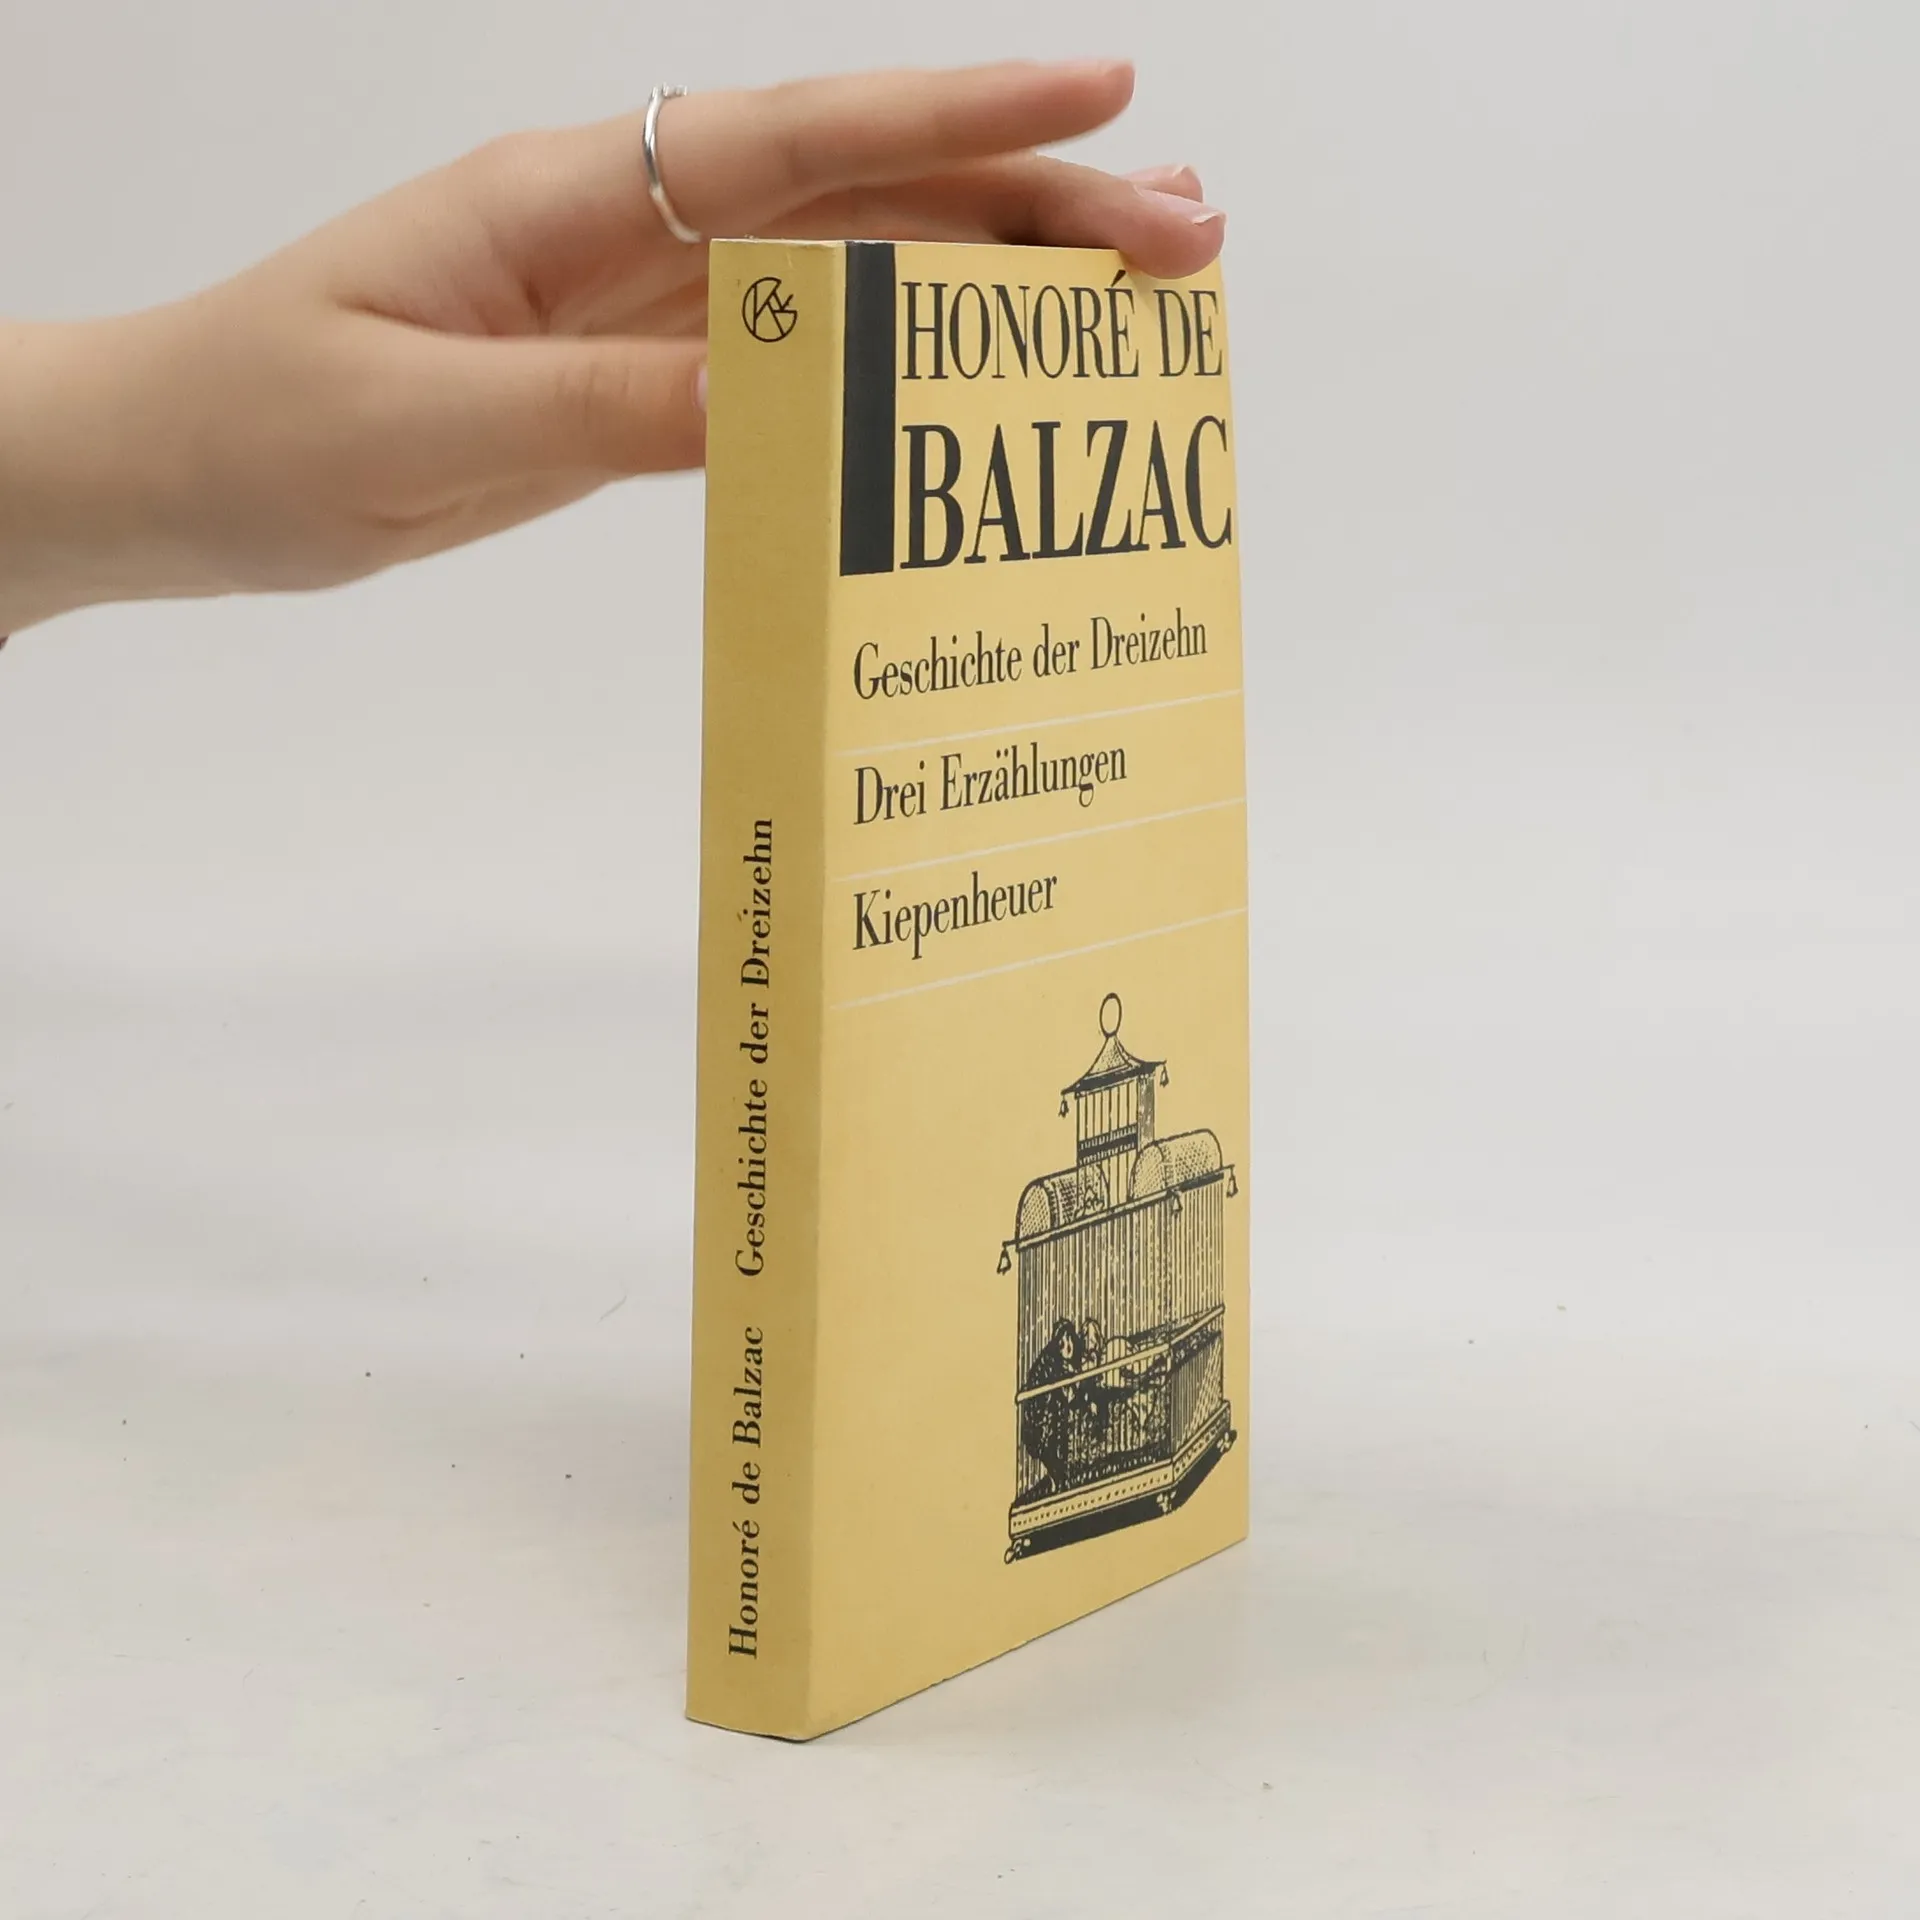 HONORÉ DE
BALZAC
Geschichte der Dreizehn
Drei Erzählungen
Kiepenheuer
Honoré de Balzac Geschichte der Dreizehn